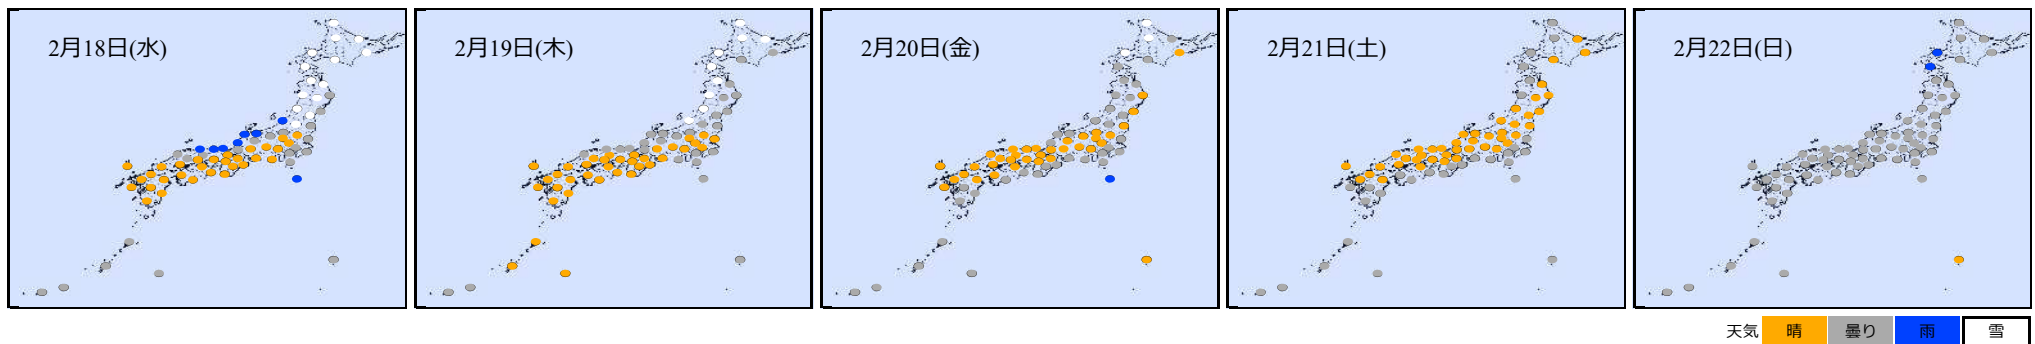 2月18日(水)
2月19日(木)
2月20日(金)
2月21日(土)
2月22日(日)
天気 晴 曇り 雨 雪